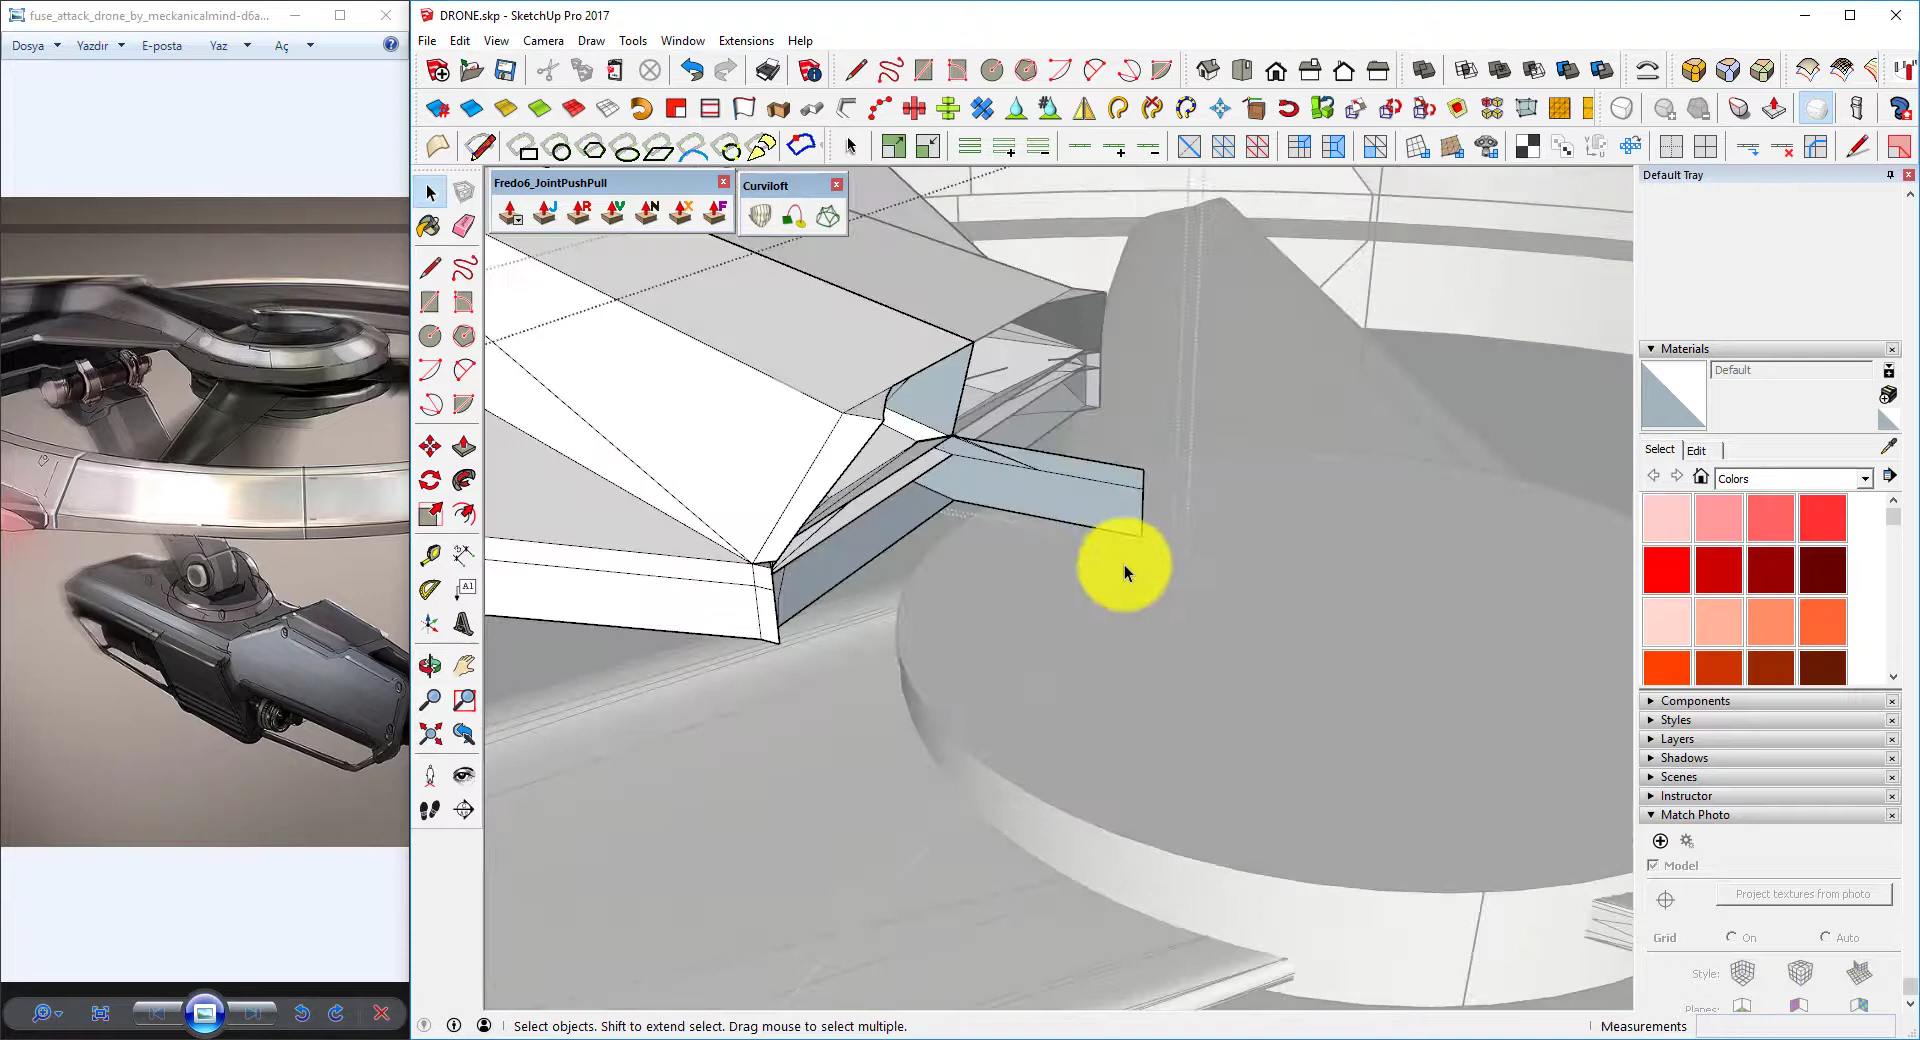 fuse_attack_drone_by_meckanicalmind-d6a...
Dosya
Yazdır
E-posta
Yaz
Aç
DRONE.skp - SketchUp Pro 2017
File Edit View Camera Draw Tools Window Extensions Help
Fredo6_JointPushPull
Curviloft
J R V N X F
A1
Default Tray
Materials
Default
Select Edit
Colors
Components
Styles
Layers
Shadows
Scenes
Instructor
Match Photo
Model
Project textures from photo
Grid On Auto
Style:
Planes:
Select objects. Shift to extend select. Drag mouse to select multiple.
Measurements